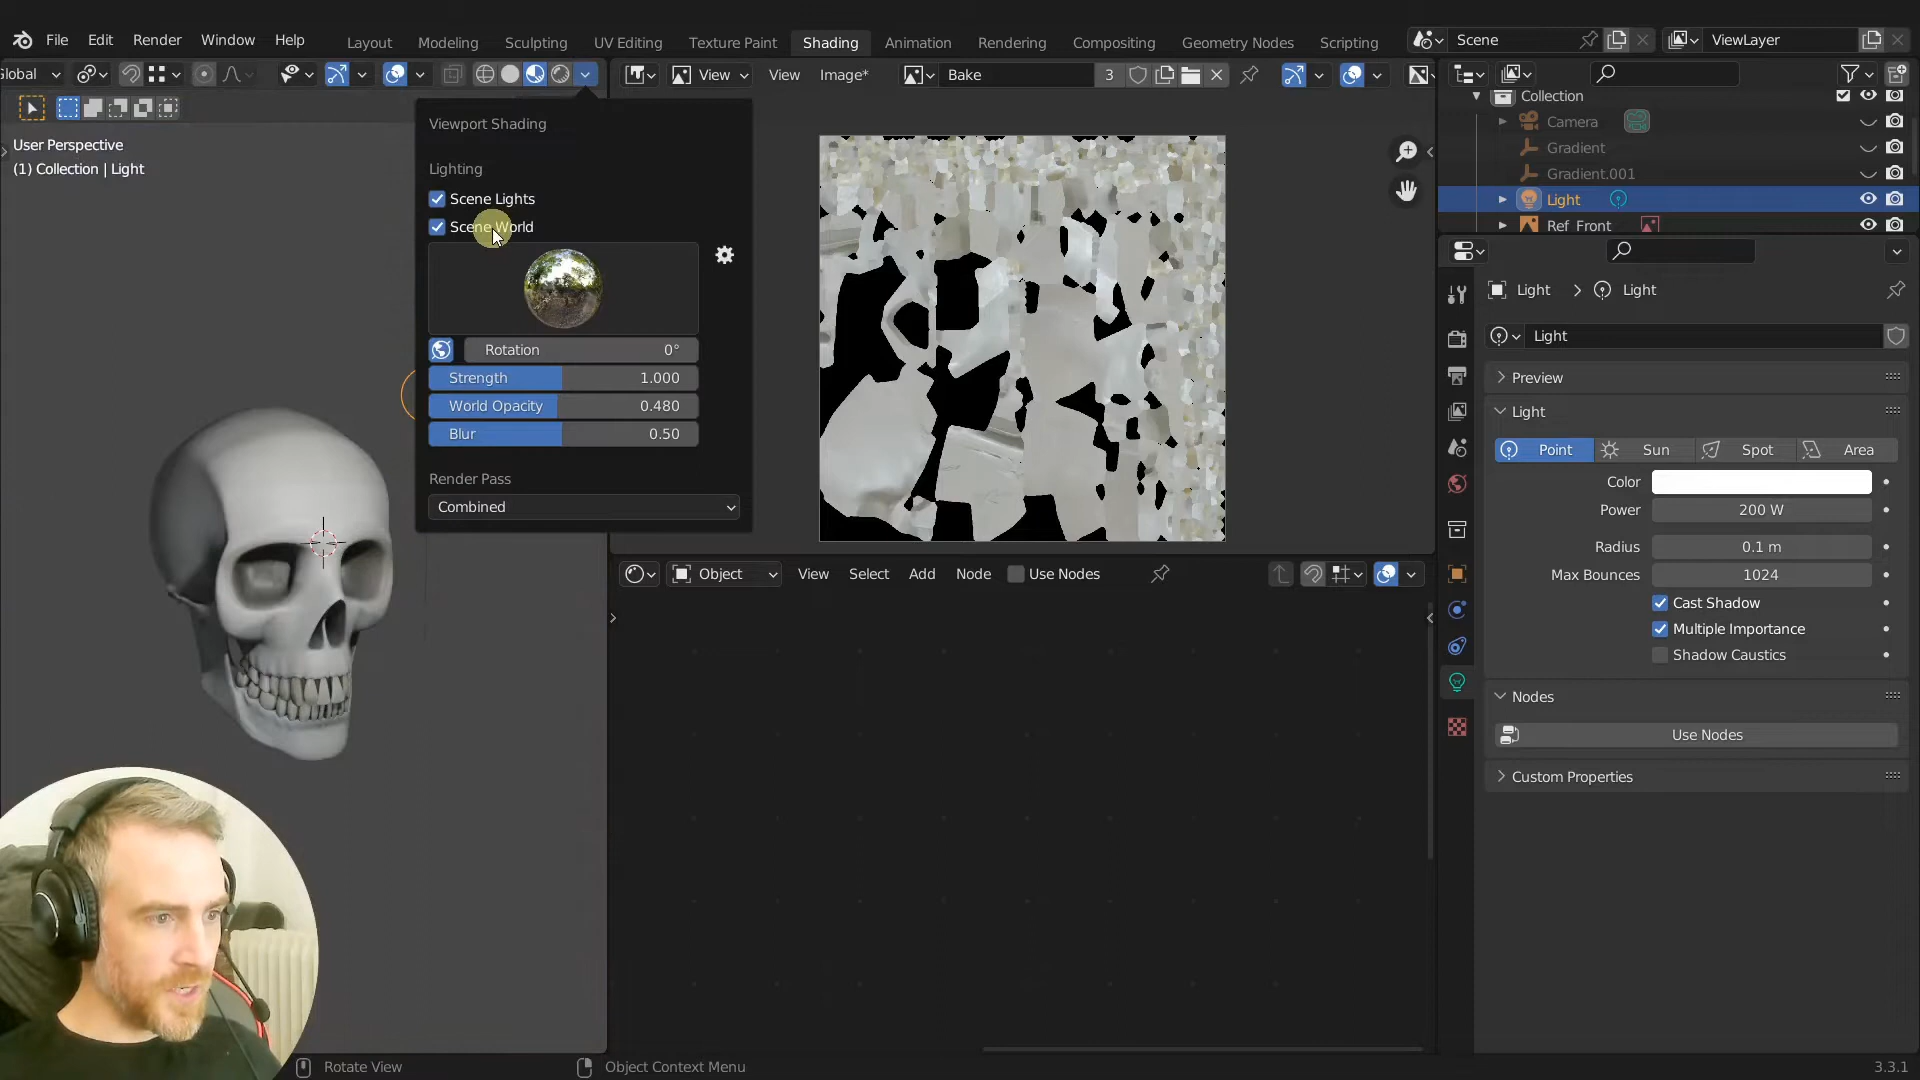 File Edit Render Window Help
Layout Modeling Sculpting UV Editing Texture Paint Shading Animation Rendering Compositing Geometry Nodes Scripting
Scene
ViewLayer
Global
View View Image* Bake 3
Collection
Camera
Gradient
Gradient.001
Light
Ref_Front
User Perspective
(1) Collection | Light
Viewport Shading
Lighting
Scene Lights
Scene World
Rotation 0°
Strength 1.000
World Opacity 0.480
Blur 0.50
Render Pass
Combined
Object View Select Add Node Use Nodes
Light > Light
Light
Preview
Light
Point Sun Spot Area
Color
Power 200 W
Radius 0.1 m
Max Bounces 1024
Cast Shadow
Multiple Importance
Shadow Caustics
Nodes
Use Nodes
Custom Properties
Rotate View
Object Context Menu
3.3.1